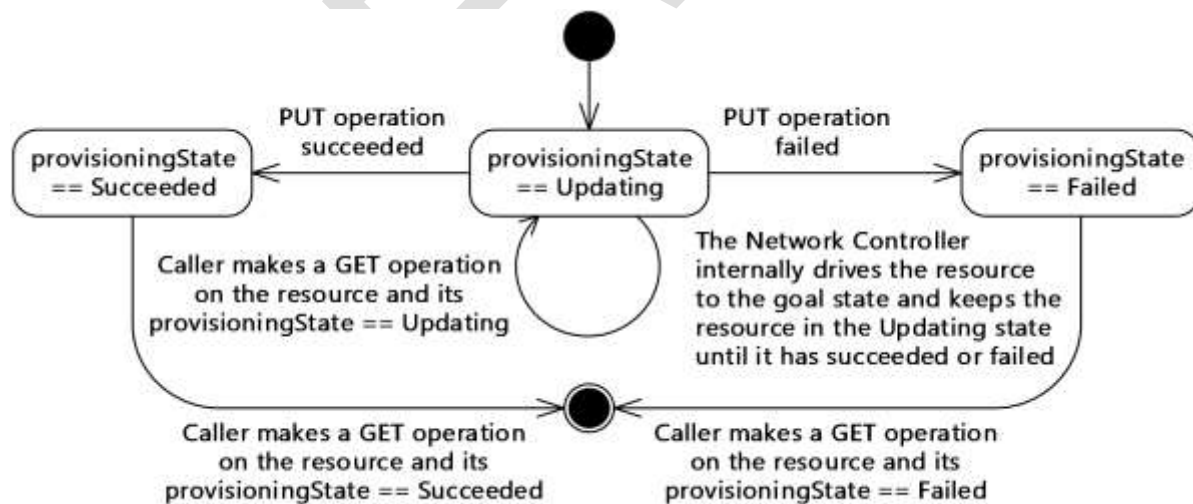 PUT operation
succeeded
PUT operation
failed
provisioningState
== Succeeded
provisioningState
== Updating
provisioningState
== Failed
Caller makes a GET operation
on the resource and its
provisioningState == Updating
The Network Controller
internally drives the resource
to the goal state and keeps the
resource in the Updating state
until it has succeeded or failed
Caller makes a GET operation
on the resource and its
provisioningState == Succeeded
Caller makes a GET operation
on the resource and its
provisioningState == Failed